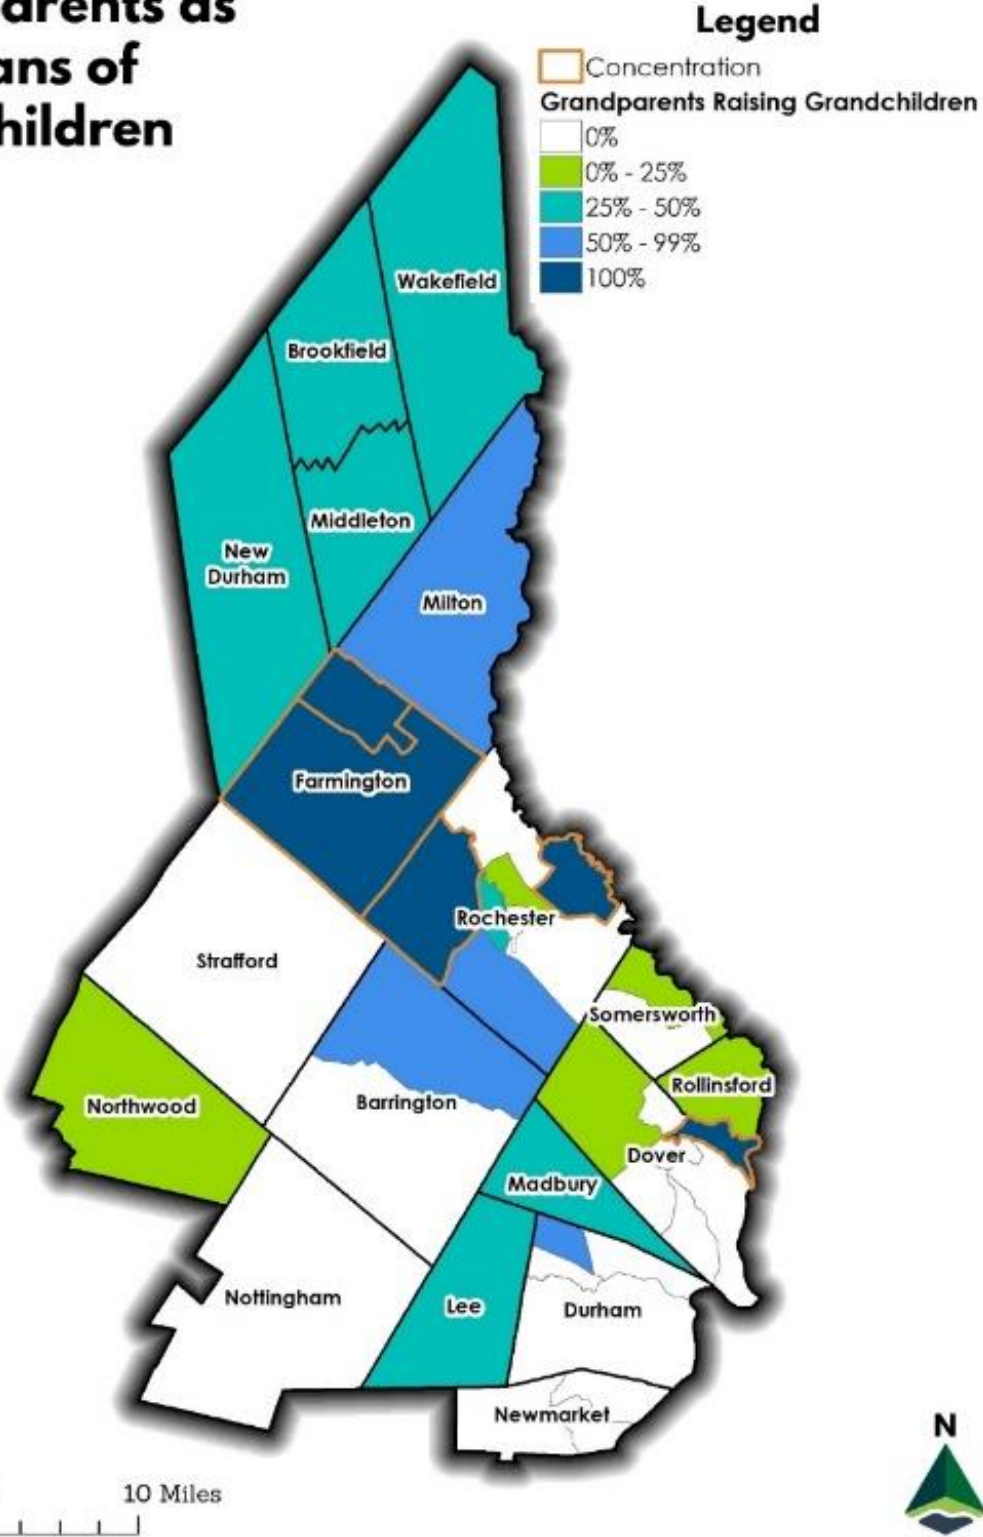 arents as
ans of
hildren
Legend
Concentration
Grandparents Raising Grandchildren
0%
0% - 25%
25% - 50%
50% - 99%
100%
Wakefield
Brookfield
Middleton
New
Durham
Milton
Farmington
Rochester
Strafford
Somersworth
Rollinsford
Northwood
Barrington
Dover
Madbury
Nottingham
Lee
Durham
Newmarket
N
10 Miles